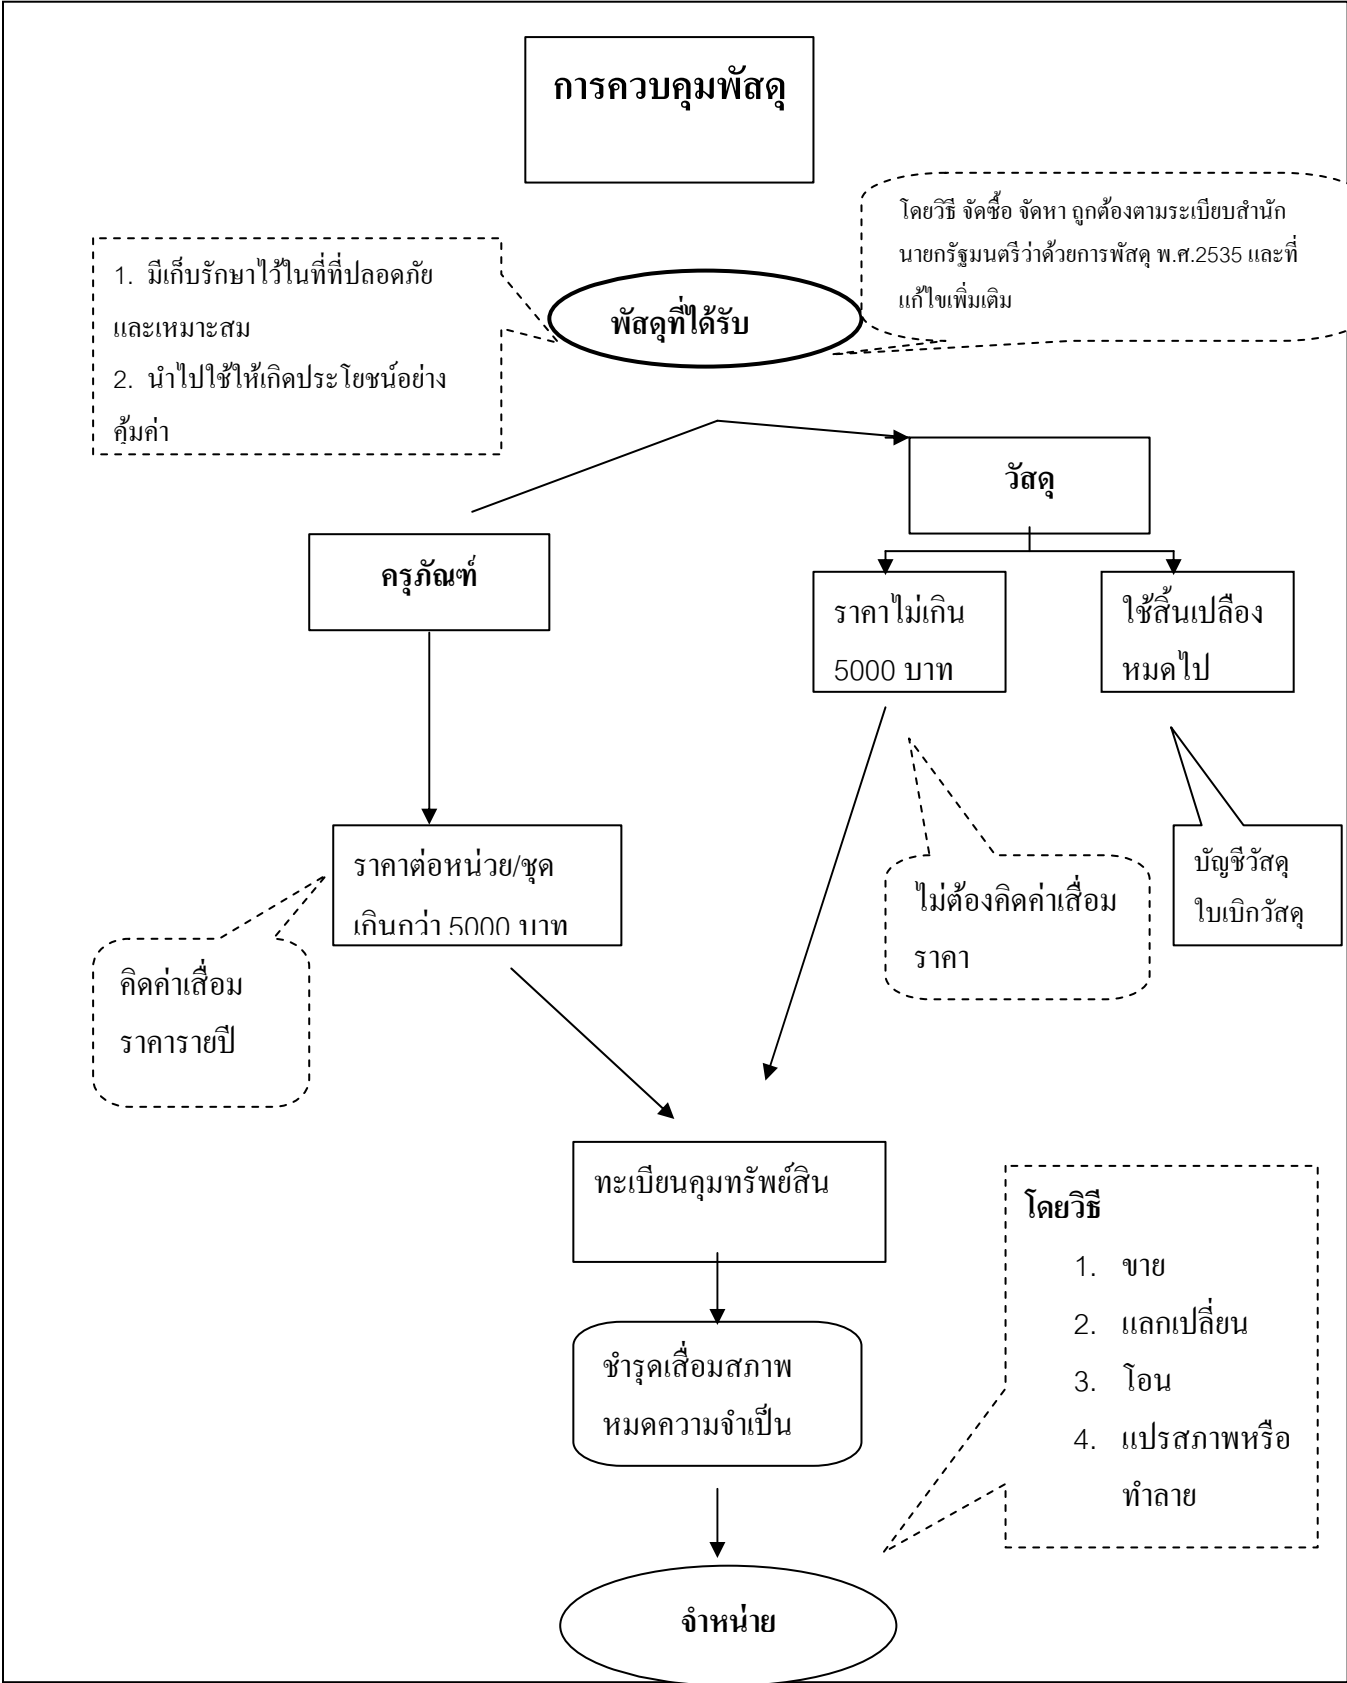 การควบคุมพัสดุ
โดยวิธี จัดซื้อ จัดหา ถูกต้องตามระเบียบสำนัก
นายกรัฐมนตรีว่าด้วยการพัสดุ พ.ศ.2535 และที่
แก้ไขเพิ่มเติม
1. มีเก็บรักษาไว้ในที่ที่ปลอดภัย
และเหมาะสม
2. นำไปใช้ให้เกิดประโยชน์อย่าง
คุ้มค่า
พัสดุที่ได้รับ
วัสดุ
ครุภัณฑ์
ราคาไม่เกิน
5000 บาท
ใช้สิ้นเปลือง
หมดไป
ราคาต่อหน่วย/ชุด
เกินกว่า 5000 บาท
บัญชีวัสดุ
ใบเบิกวัสดุ
ไม่ต้องคิดค่าเสื่อม
ราคา
คิดค่าเสื่อม
ราคารายปี
ทะเบียนคุมทรัพย์สิน
โดยวิธี
1. ขาย
2. แลกเปลี่ยน
3. โอน
4. แปรสภาพหรือ
ทำลาย
ชำรุดเสื่อมสภาพ
หมดความจำเป็น
จำหน่าย